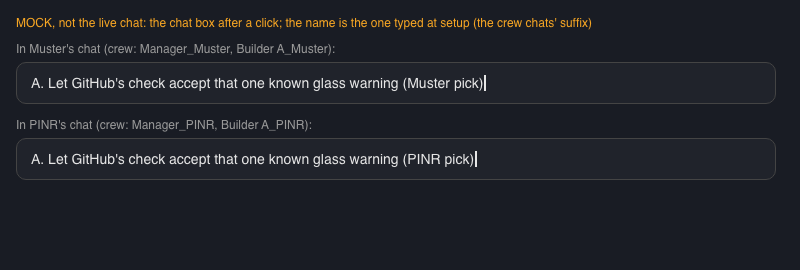 MOCK, not the live chat: the chat box after a click; the name is the one typed at setup (the crew chats' suffix)
In Muster's chat (crew: Manager_Muster, Builder A_Muster):
A. Let GitHub's check accept that one known glass warning (Muster pick)
In PINR's chat (crew: Manager_PINR, Builder A_PINR):
A. Let GitHub's check accept that one known glass warning (PINR pick)